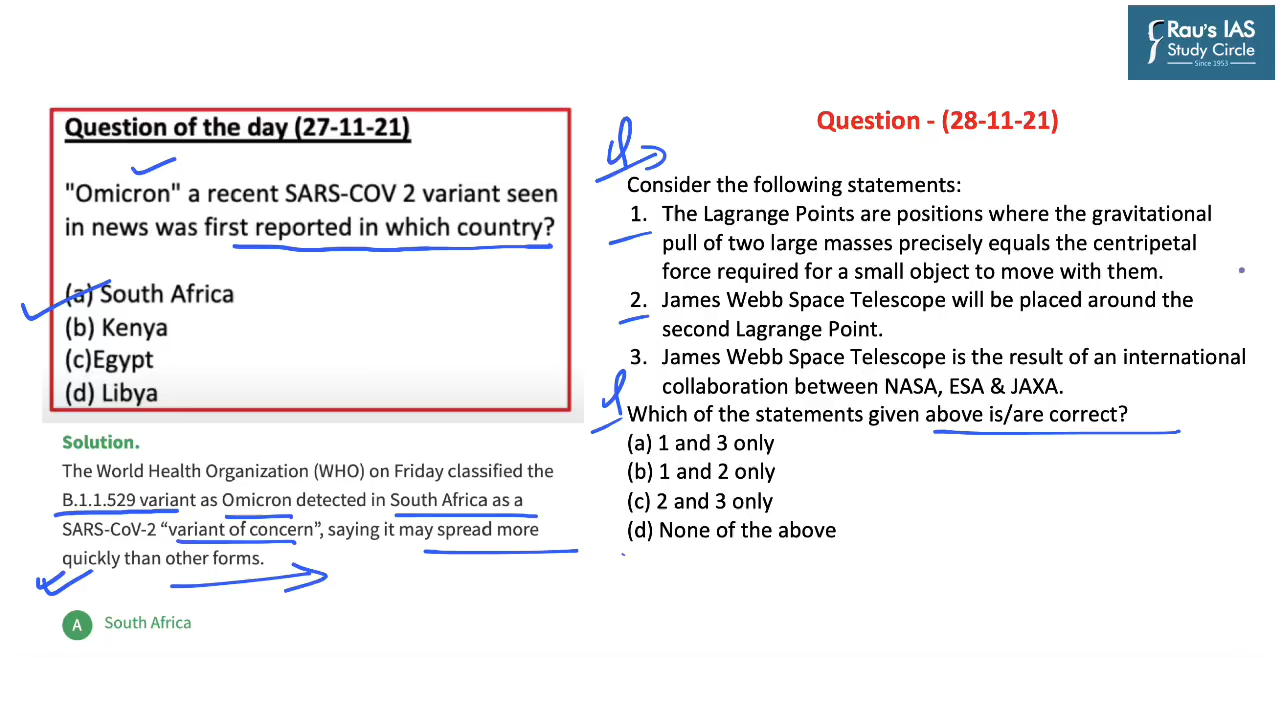 Rau's IAS
Study Circle
Since 1953
Question of the day (27-11-21)
"Omicron" a recent SARS-COV 2 variant seen
in news was first reported in which country?
(a) South Africa
(b) Kenya
(c)Egypt
(d) Libya
Solution.
The World Health Organization (WHO) on Friday classified the
B.1.1.529 variant as Omicron detected in South Africa as a
SARS-CoV-2 “variant of concern”, saying it may spread more
quickly than other forms.
A South Africa
Question - (28-11-21)
Consider the following statements:
1. The Lagrange Points are positions where the gravitational
pull of two large masses precisely equals the centripetal
force required for a small object to move with them.
2. James Webb Space Telescope will be placed around the
second Lagrange Point.
3. James Webb Space Telescope is the result of an international
collaboration between NASA, ESA & JAXA.
Which of the statements given above is/are correct?
(a) 1 and 3 only
(b) 1 and 2 only
(c) 2 and 3 only
(d) None of the above